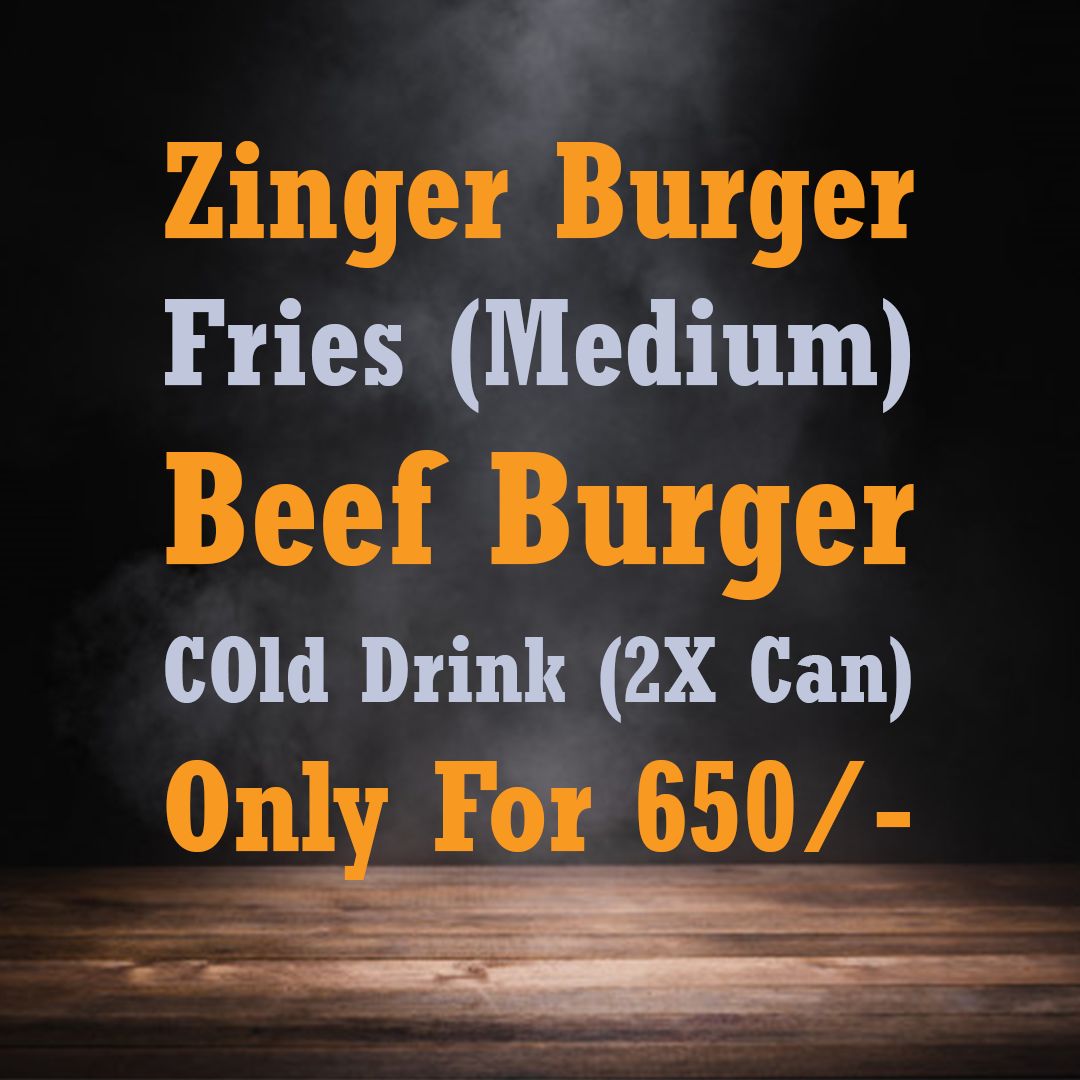 Zinger Burger
Fries (Medium)
Beef Burger
COld Drink (2X Can)
Only For 650/-